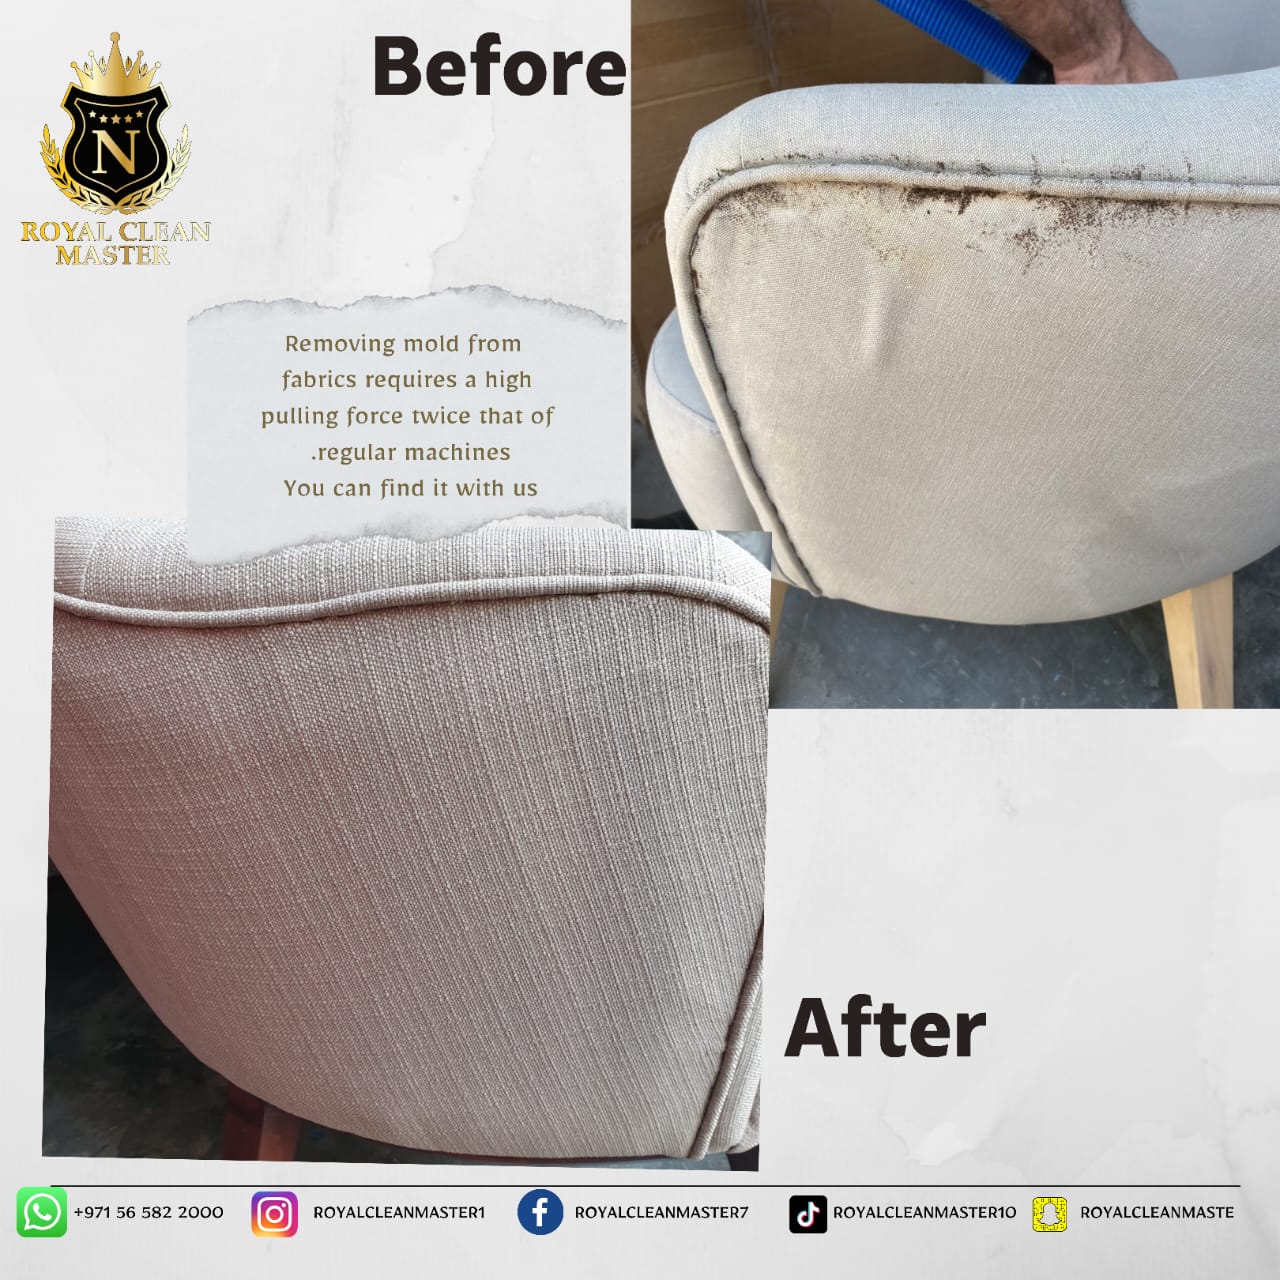 Before
N
ROYAL CLEAN
MASTER
Removing mold from
fabrics requires a high
pulling force twice that of
.regular machines
You can find it with us
After
+971 56 582 2000
ROYALCLEANMASTER1
ROYALCLEANMASTER7
ROYALCLEANMASTER10
ROYALCLEANMASTE